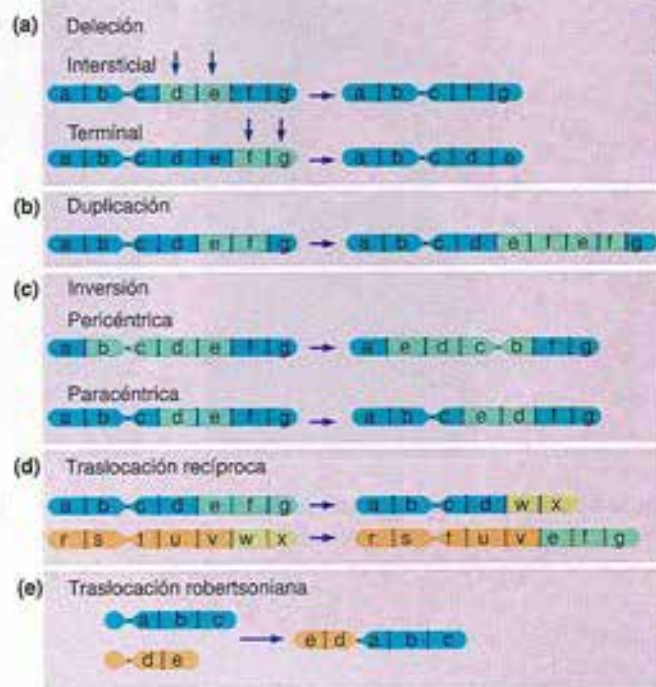 (a) Deleción
Intersticial
a b c d e f g → a b c f g
Terminal
a b c d e f g → a b c d e
(b) Duplicación
a b c d e f g → a b c d e f e f g
(c) Inversión
Pericéntrica
a b c d e f g → a e d c b f g
Paracéntrica
a b c d e f g → a b c e d f g
(d) Traslocación recíproca
a b c d e f g → a b c d w x
r s t u v w x → r s t u v e f g
(e) Traslocación robertsoniana
a b c → e d a b c
d e